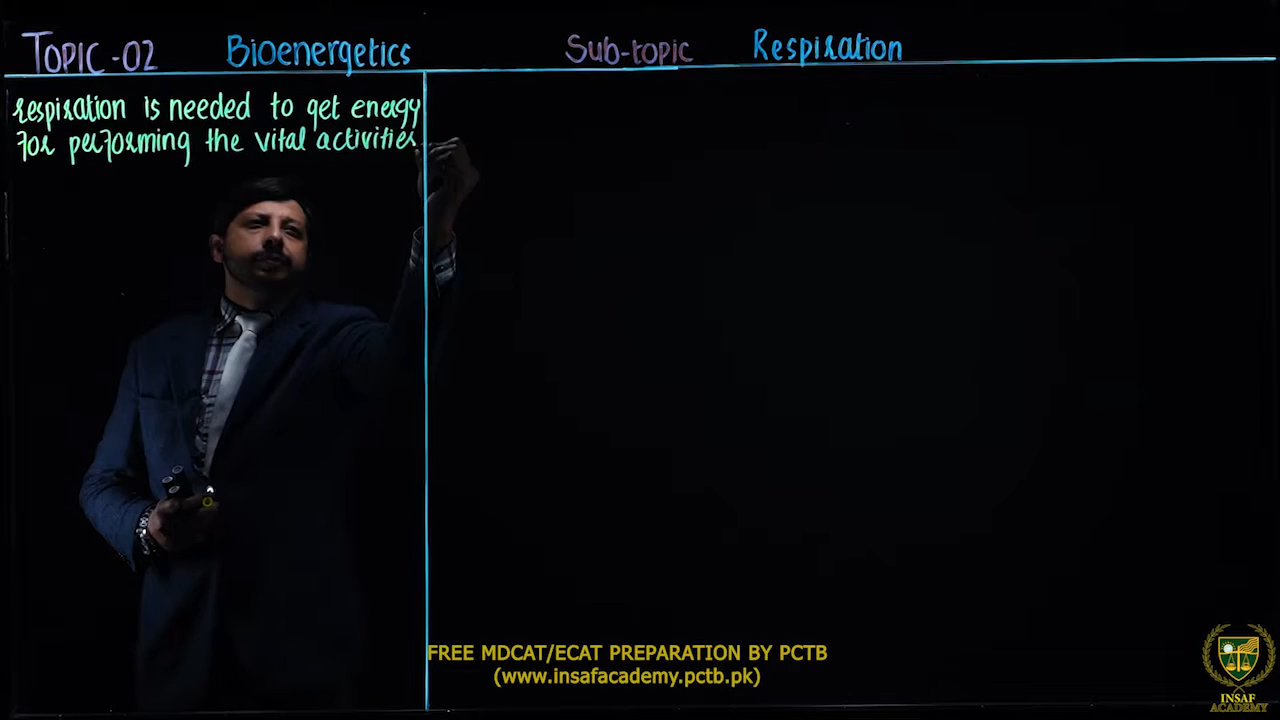 TOPIC-02 Bioenergetics Sub-topic Respiration
respiration is needed to get energy
for performing the vital activities
FREE MDCAT/ECAT PREPARATION BY PCTB
(www.insafacademy.pctb.pk)
INSAF
ACADEMY